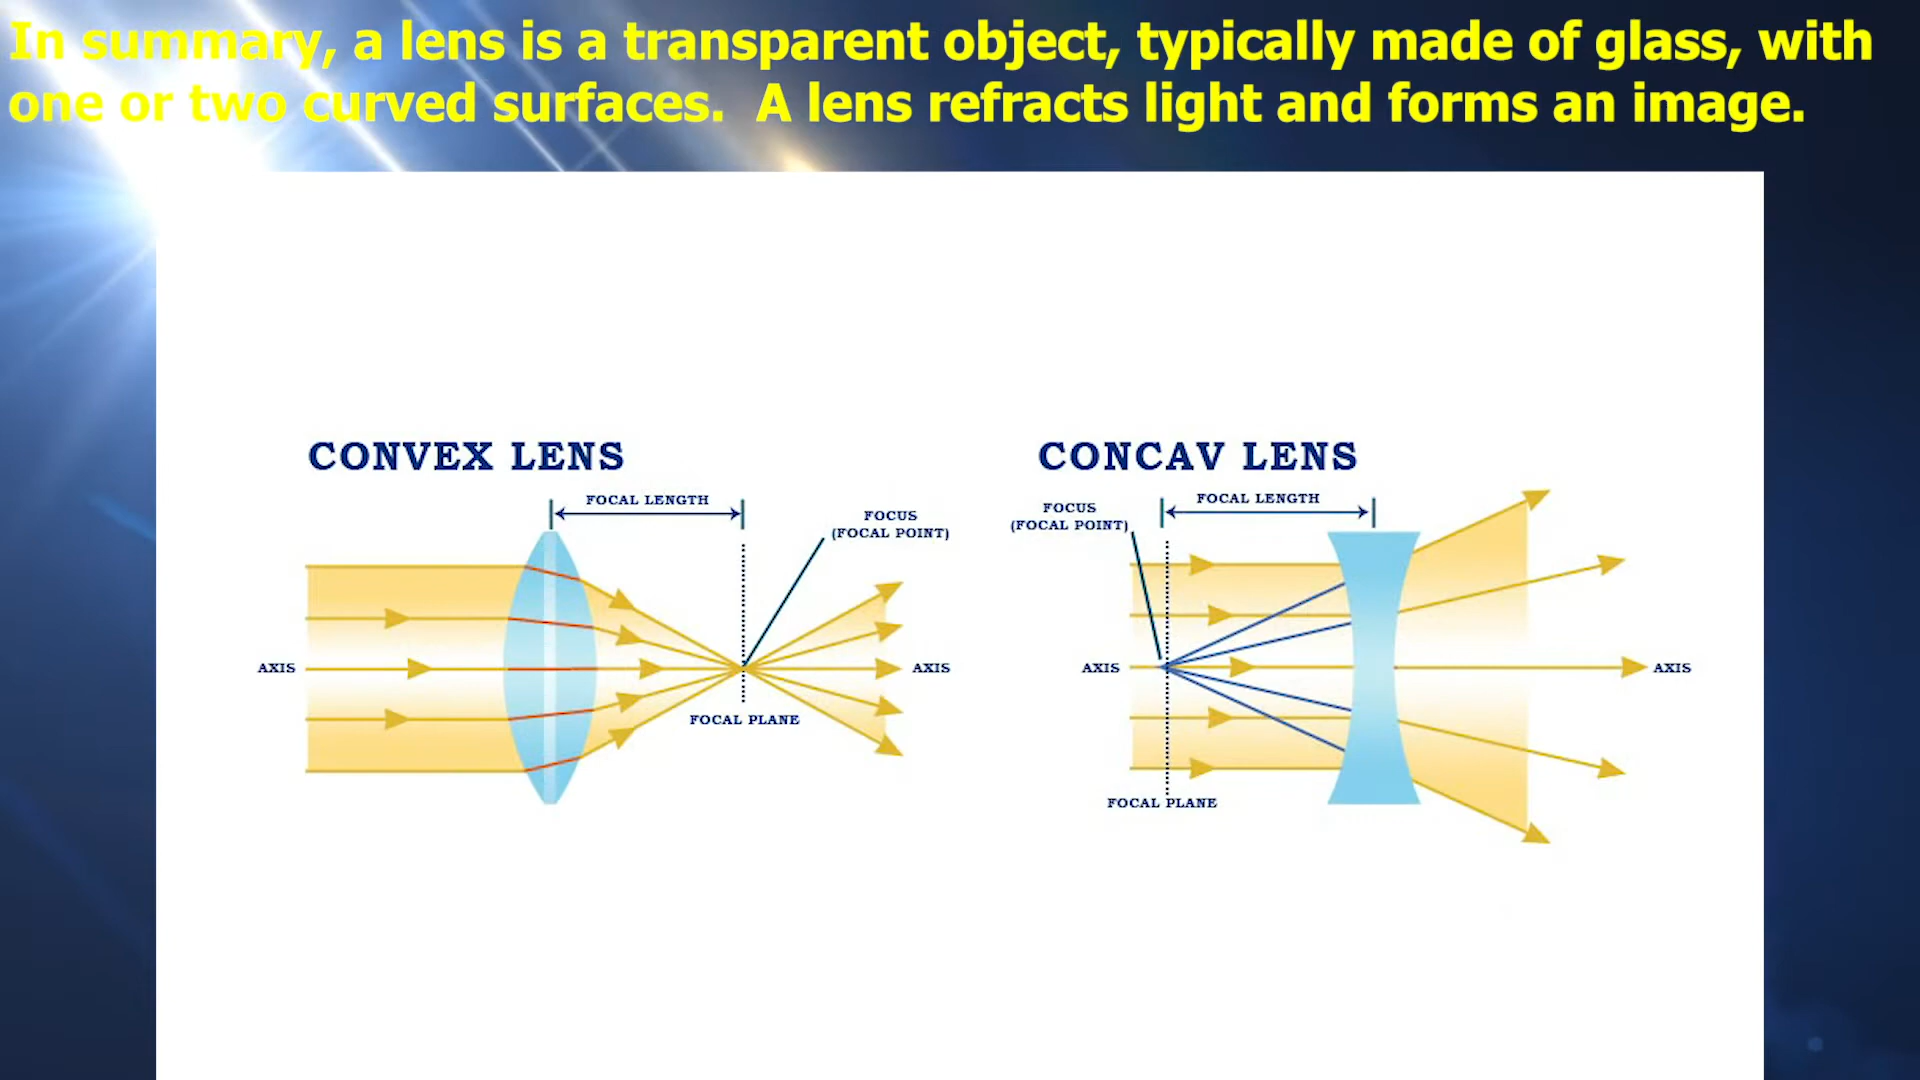 In summary, a lens is a transparent object, typically made of glass, with
one or two curved surfaces.  A lens refracts light and forms an image.
CONVEX LENS
FOCAL LENGTH
FOCUS
(FOCAL POINT)
AXIS
AXIS
FOCAL PLANE
CONCAV LENS
FOCAL LENGTH
FOCUS
(FOCAL POINT)
AXIS
AXIS
FOCAL PLANE